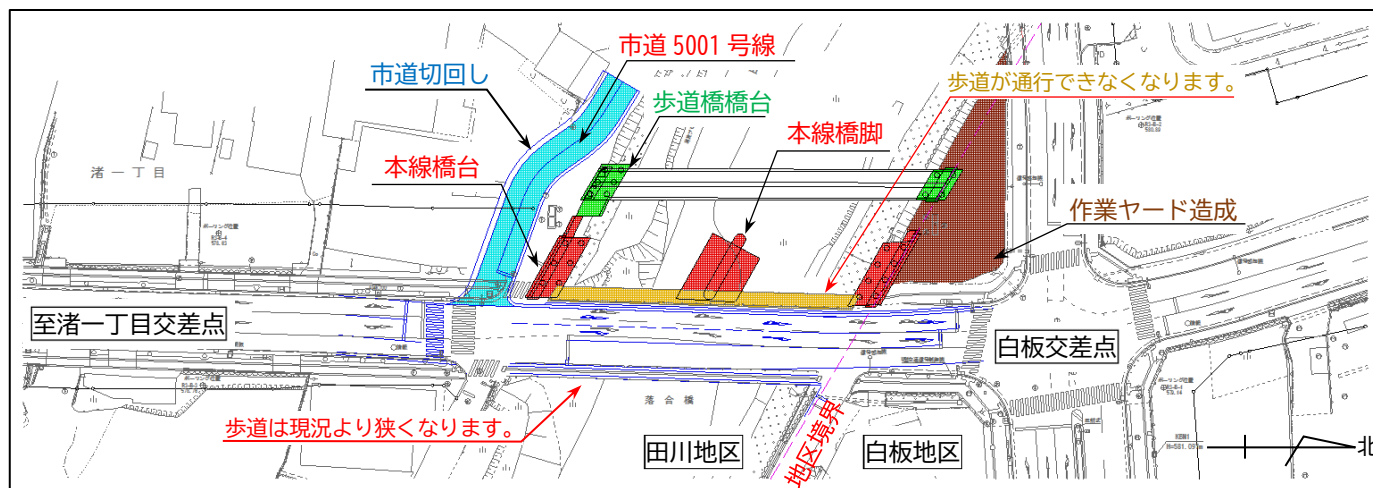 市道 5001 号線
市道切回し
歩道橋橋台
歩道が通行できなくなります。
本線橋脚
本線橋台
渚一丁目
作業ヤード造成
至渚一丁目交差点
白板交差点
落合橋
歩道は現況より狭くなります。
田川地区
地区境界
白板地区
北